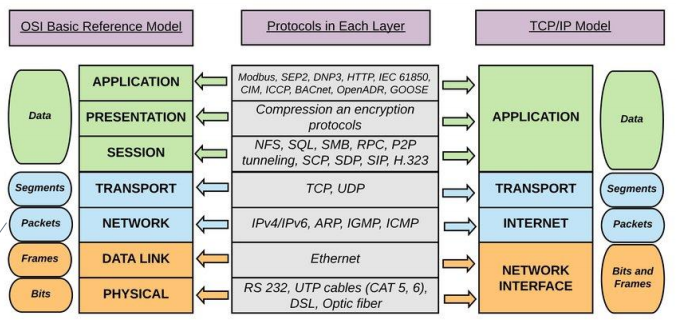 OSI Basic Reference Model
Protocols in Each Layer
TCP/IP Model
Data
APPLICATION
Modbus, SEP2, DNP3, HTTP, IEC 61850,
CIM, ICCP, BACnet, OpenADR, GOOSE
PRESENTATION
Compression an encryption
protocols
SESSION
NFS, SQL, SMB, RPC, P2P
tunneling, SCP, SDP, SIP, H.323
APPLICATION
Data
Segments
TRANSPORT
TCP, UDP
TRANSPORT
Segments
Packets
NETWORK
IPv4/IPv6, ARP, IGMP, ICMP
INTERNET
Packets
Frames
DATA LINK
Ethernet
Bits
PHYSICAL
RS 232, UTP cables (CAT 5, 6),
DSL, Optic fiber
NETWORK
INTERFACE
Bits and
Frames